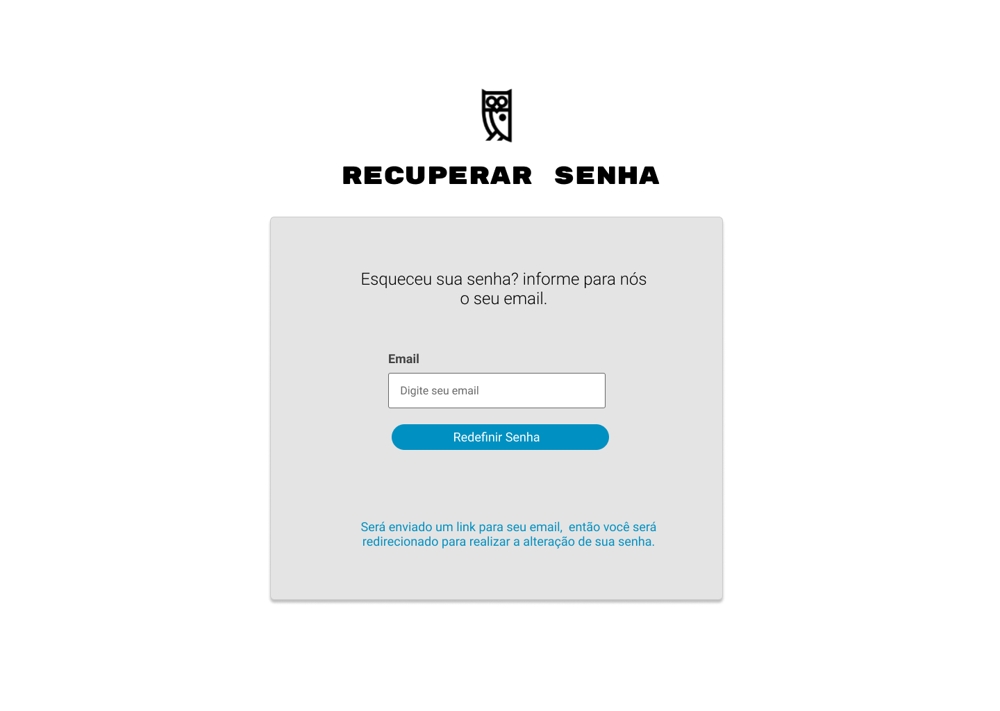 RECUPERAR SENHA
Esqueceu sua senha? informe para nós
o seu email.
Email
Digite seu email
Redefinir Senha
Será enviado um link para seu email,  então você será
redirecionado para realizar a alteração de sua senha.